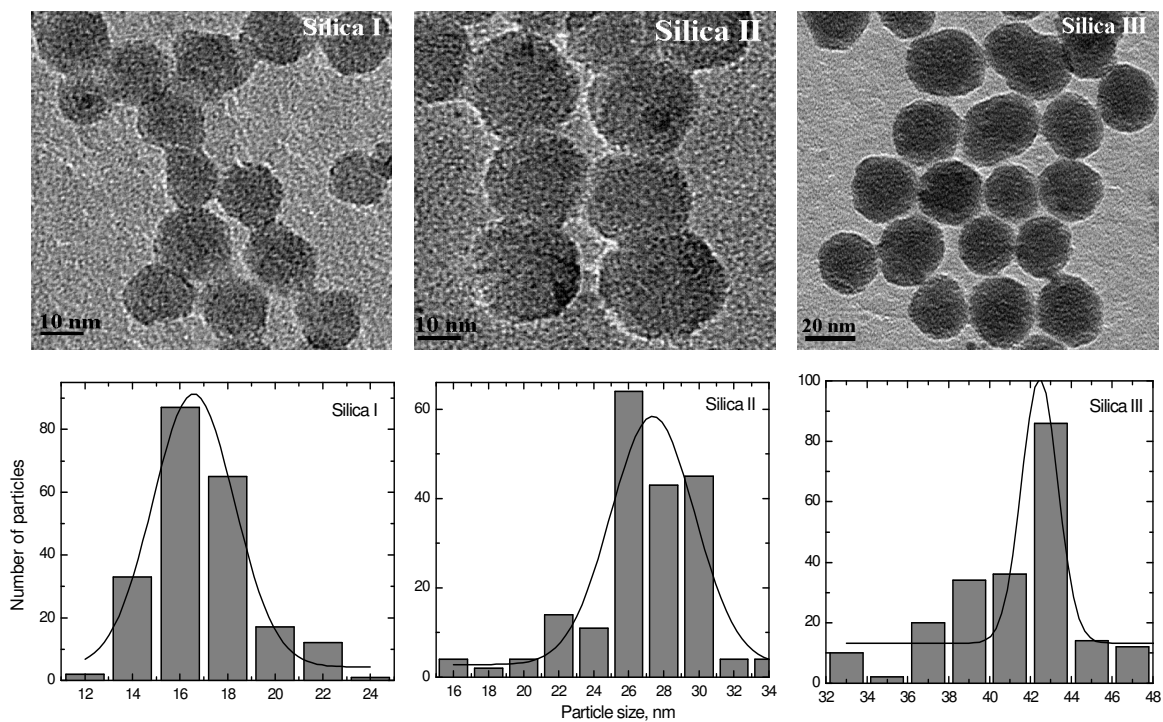 Silica I
10 nm
Silica II
10 nm
Silica III
20 nm
Number of particles
80
60
40
20
0
Silica I
12 14 16 18 20 22 24
60
40
20
0
Silica II
16 18 20 22 24 26 28 30 32 34
Particle size, nm
100
80
60
40
20
0
Silica III
32 34 36 38 40 42 44 46 48